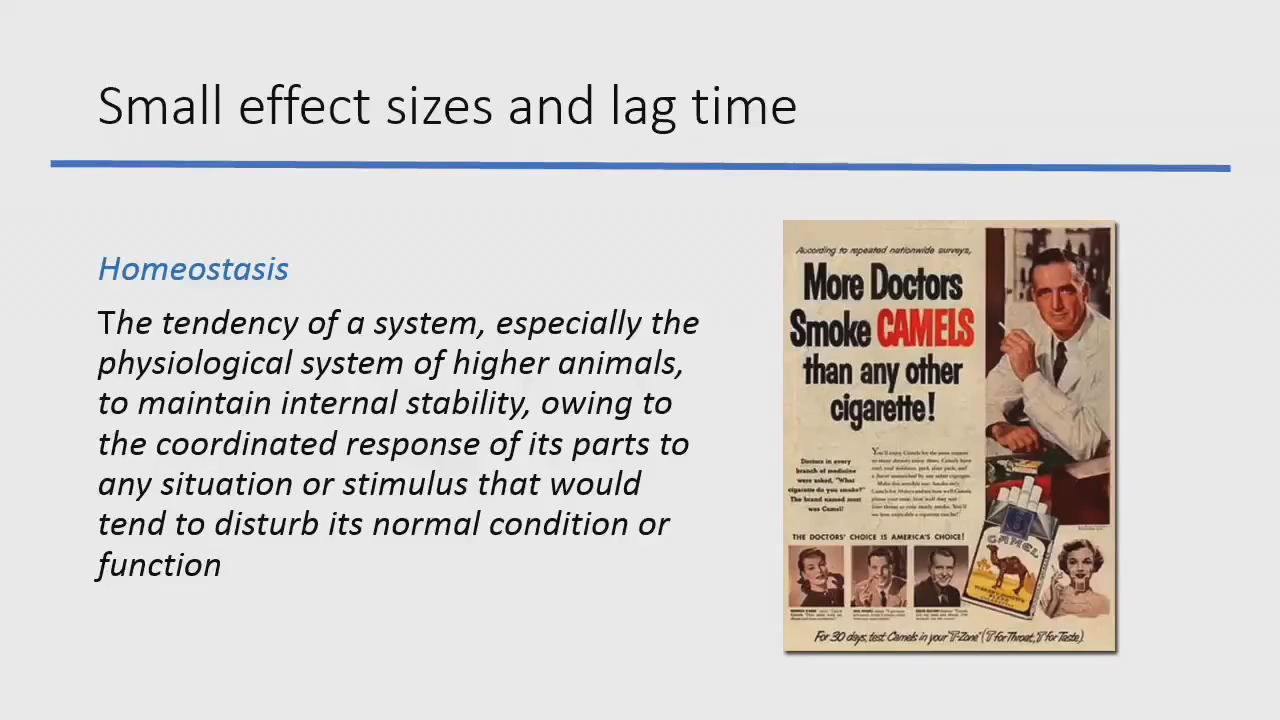 Small effect sizes and lag time
Homeostasis
The tendency of a system, especially the
physiological system of higher animals,
to maintain internal stability, owing to
the coordinated response of its parts to
any situation or stimulus that would
tend to disturb its normal condition or
function
According to repeated nationwide surveys,
More Doctors
Smoke CAMELS
than any other
cigarette!
Doctors in every
branch of medicine
were asked, "What
cigarette do you smoke?"
The brand named most
was Camel!
THE DOCTORS' CHOICE IS AMERICA'S CHOICE!
CAMEL
For 30 days, test Camels in your "T-Zone" (T for Throat, T for Taste).